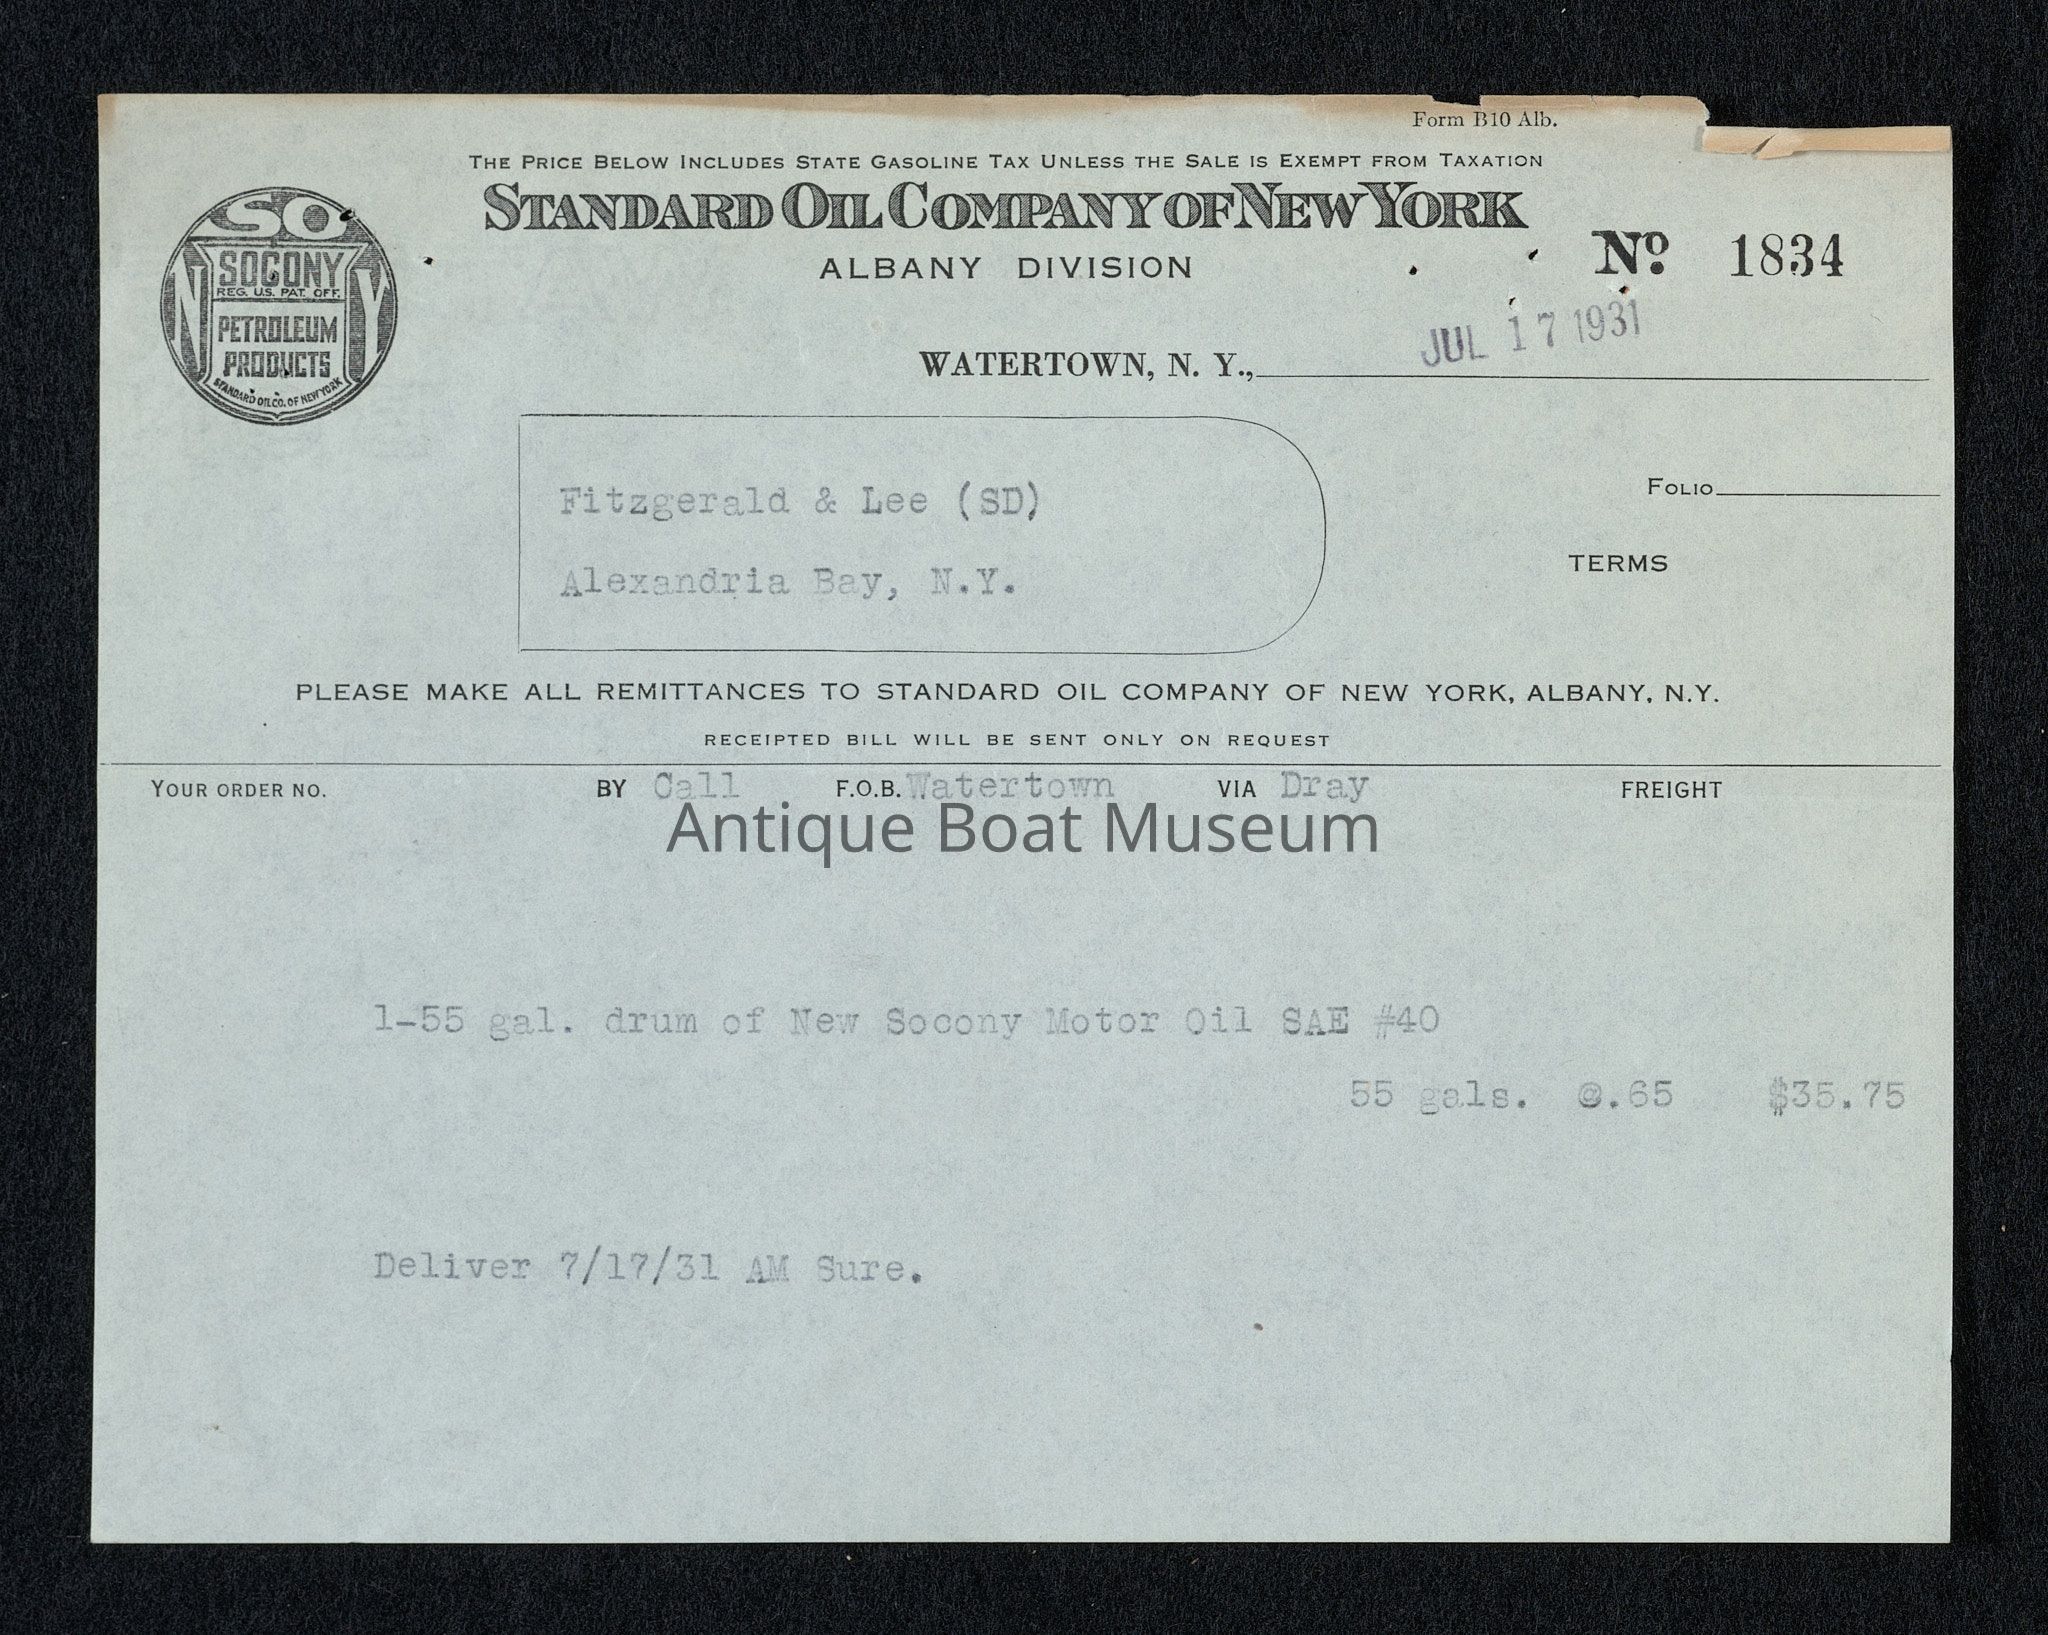 Form B10 Alb.
THE PRICE BELOW INCLUDES STATE GASOLINE TAX UNLESS THE SALE IS EXEMPT FROM TAXATION
STANDARD OIL COMPANY OF NEW YORK
ALBANY DIVISION
No. 1834
SO
N Y
SOCONY
REG. U.S. PAT. OFF.
PETROLEUM
PRODUCTS
STANDARD OIL CO. OF NEW YORK
JUL 17 1931
WATERTOWN, N. Y.,
Fitzgerald & Lee (SD)
Alexandria Bay, N.Y.
FOLIO
TERMS
PLEASE MAKE ALL REMITTANCES TO STANDARD OIL COMPANY OF NEW YORK, ALBANY, N.Y.
RECEIPTED BILL WILL BE SENT ONLY ON REQUEST
YOUR ORDER NO. BY Call F.O.B. Watertown VIA Dray FREIGHT
Antique Boat Museum
1-55 gal. drum of New Socony Motor Oil SAE #40
55 gals. @.65 $35.75
Deliver 7/17/31 AM Sure.